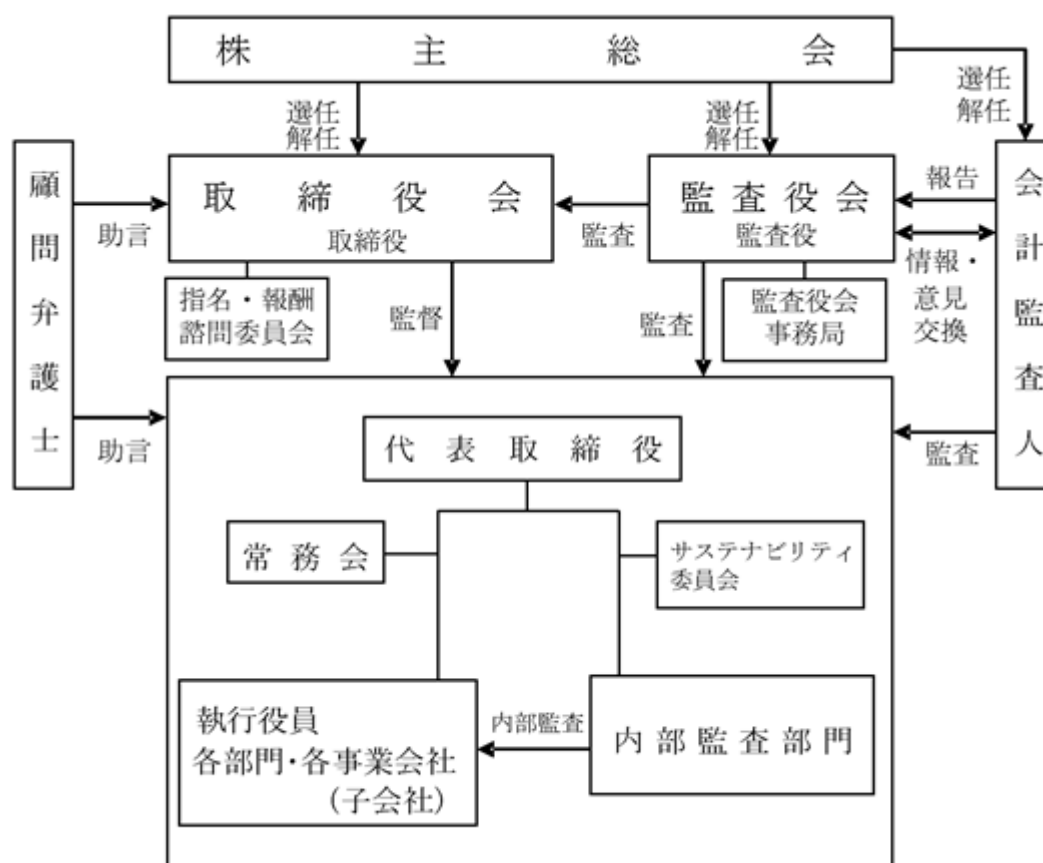 株主総会
選任
解任
選任
解任
選任
解任
顧問弁護士
取締役会
取締役
監査役会
監査役
会計監査人
助言
監査
報告
情報・
意見
交換
指名・報酬
諮問委員会
監督
監査
監査役会
事務局
助言
監査
代表取締役
常務会
サステナビリティ
委員会
執行役員
各部門・各事業会社
(子会社)
内部監査
内部監査部門